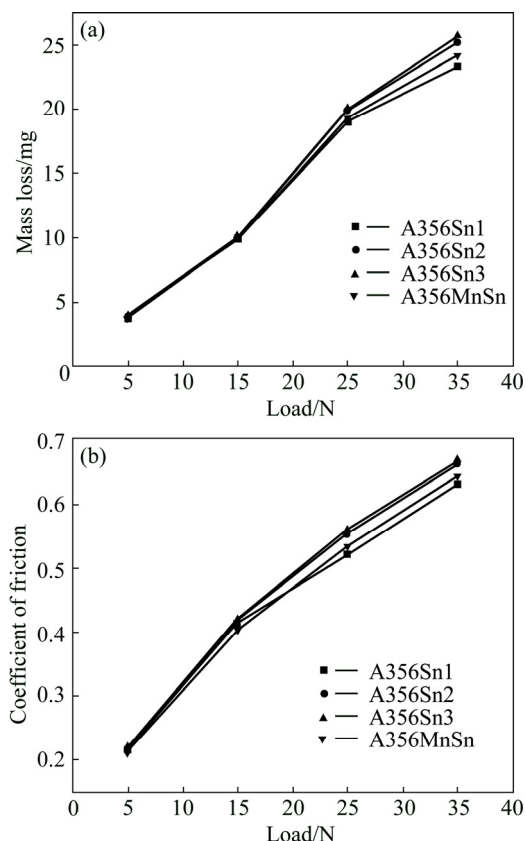 (a)
25
20
15
10
5
0
Mass loss/mg
A356Sn1
A356Sn2
A356Sn3
A356MnSn
5 10 15 20 25 30 35 40
Load/N
(b)
0.7
0.6
0.5
0.4
0.3
0.2
Coefficient of friction
A356Sn1
A356Sn2
A356Sn3
A356MnSn
0 5 10 15 20 25 30 35 40
Load/N